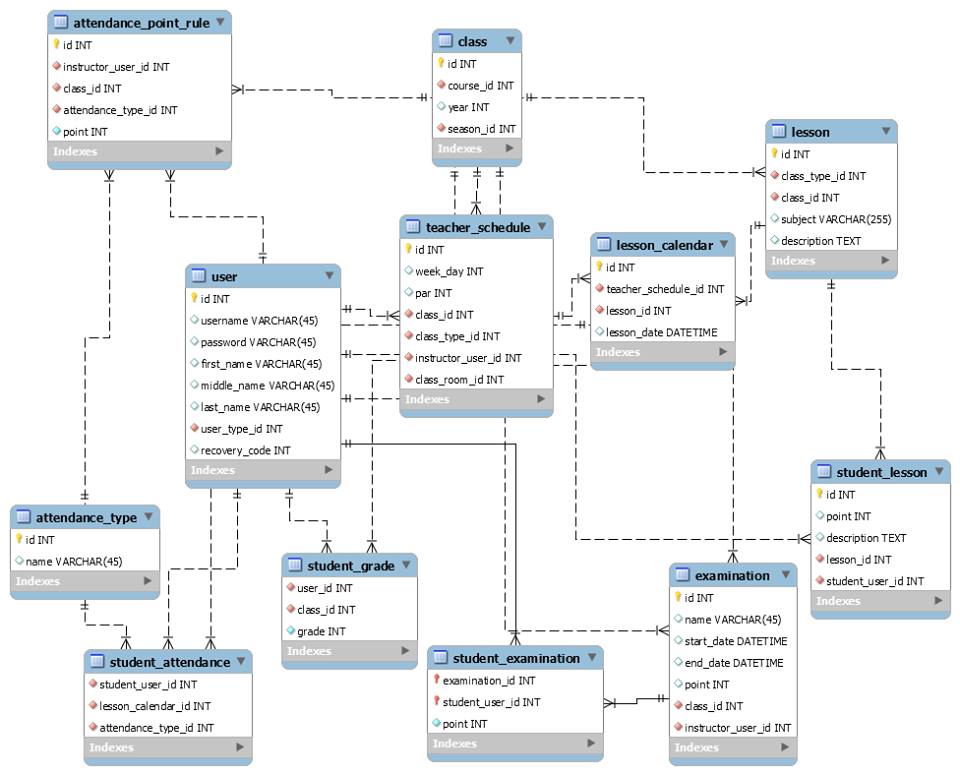 attendance_point_rule
id INT
instructor_user_id INT
class_id INT
attendance_type_id INT
point INT
Indexes
class
id INT
course_id INT
year INT
season_id INT
Indexes
lesson
id INT
class_type_id INT
class_id INT
subject VARCHAR(255)
description TEXT
Indexes
teacher_schedule
id INT
week_day INT
par INT
class_id INT
class_type_id INT
instructor_user_id INT
class_room_id INT
Indexes
lesson_calendar
id INT
teacher_schedule_id INT
lesson_id INT
lesson_date DATETIME
Indexes
user
id INT
username VARCHAR(45)
password VARCHAR(45)
first_name VARCHAR(45)
middle_name VARCHAR(45)
last_name VARCHAR(45)
user_type_id INT
recovery_code INT
Indexes
student_lesson
id INT
point INT
description TEXT
lesson_id INT
student_user_id INT
Indexes
attendance_type
id INT
name VARCHAR(45)
Indexes
student_grade
user_id INT
class_id INT
grade INT
Indexes
examination
id INT
name VARCHAR(45)
start_date DATETIME
end_date DATETIME
point INT
class_id INT
instructor_user_id INT
Indexes
student_attendance
student_user_id INT
lesson_calendar_id INT
attendance_type_id INT
Indexes
student_examination
examination_id INT
student_user_id INT
point INT
Indexes